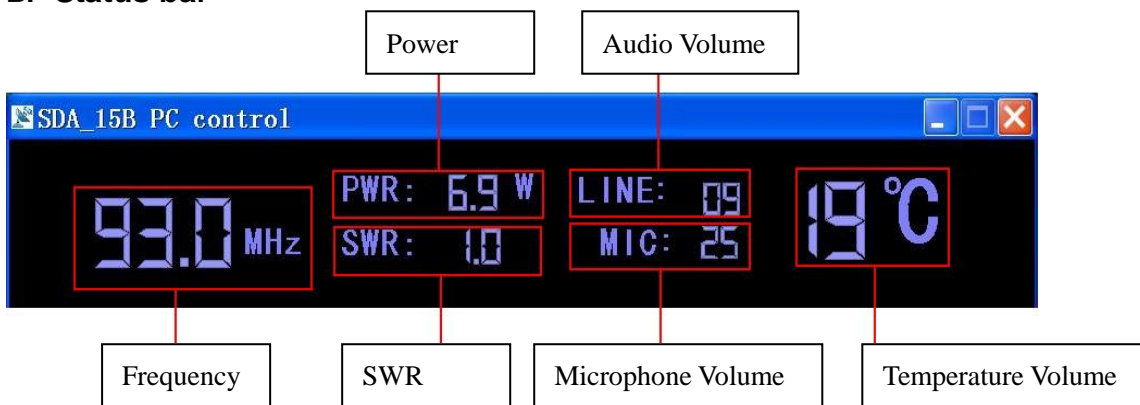 B. Status bar
Power
Audio Volume
SDA_15B PC control
93.0 MHz
PWR: 6.9 W
SWR: 1.0
LINE: 09
MIC: 25
19 °C
Frequency
SWR
Microphone Volume
Temperature Volume